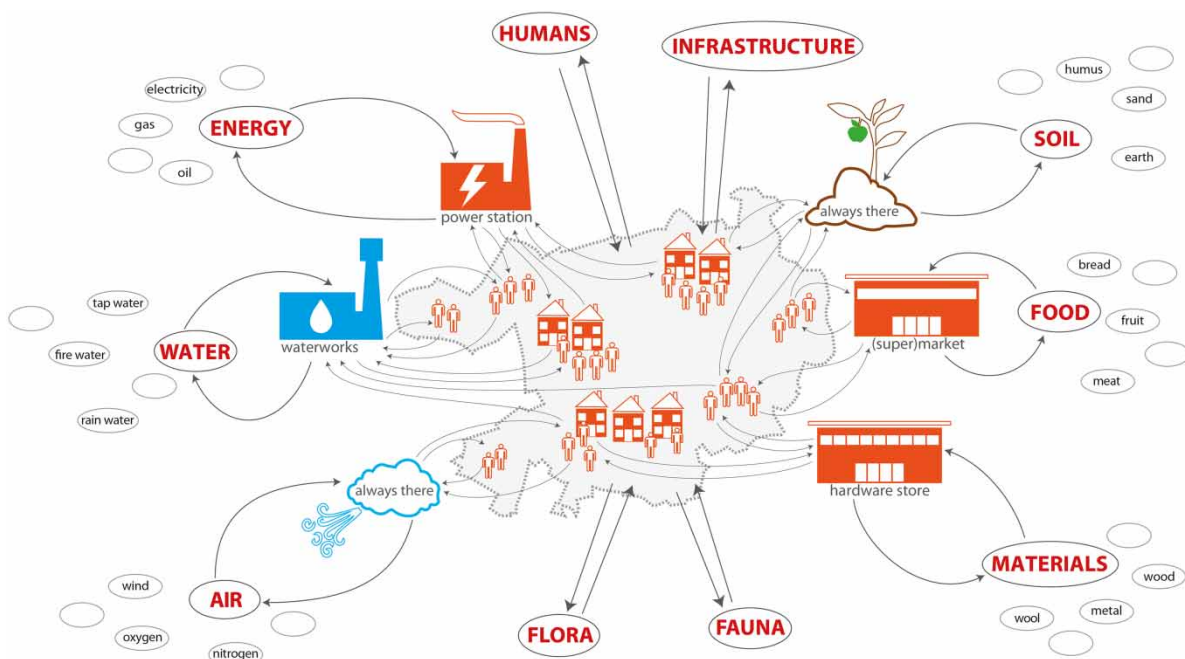 HUMANS
INFRASTRUCTURE
electricity
gas
ENERGY
oil
power station
humus
sand
SOIL
earth
always there
tap water
fire water
WATER
rain water
waterworks
bread
FOOD
fruit
meat
(super)market
always there
hardware store
wind
AIR
oxygen
nitrogen
FLORA
FAUNA
MATERIALS
wood
metal
wool